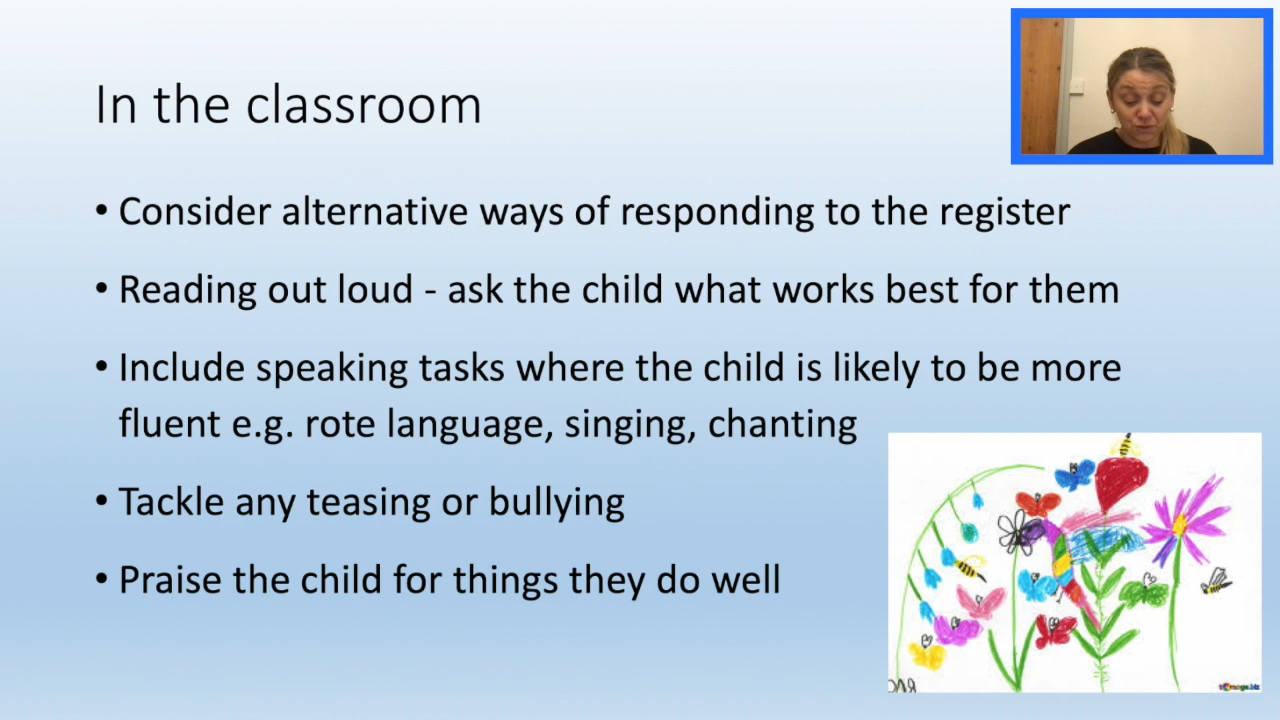 In the classroom
• Consider alternative ways of responding to the register
• Reading out loud - ask the child what works best for them
• Include speaking tasks where the child is likely to be more
fluent e.g. rote language, singing, chanting
• Tackle any teasing or bullying
• Praise the child for things they do well